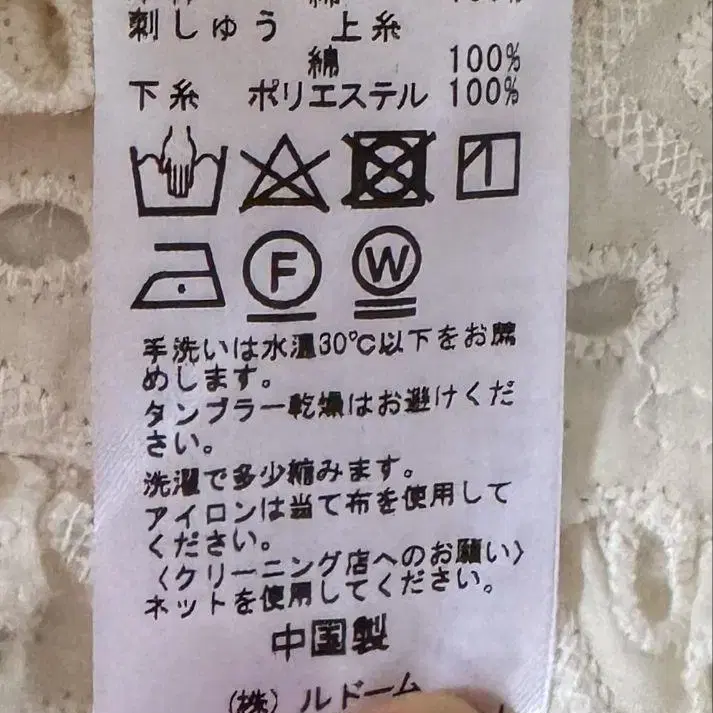 刺しゅう 上糸
綿 100%
下糸 ポリエステル 100%
F W
手洗いは水温30℃以下をお薦
めします。
タンブラー乾燥はお避けくだ
さい。
洗濯で多少縮みます。
アイロンは当て布を使用して
ください。
〈クリーニング店へのお願い〉
ネットを使用してください。
中国製
(株)ルドーム